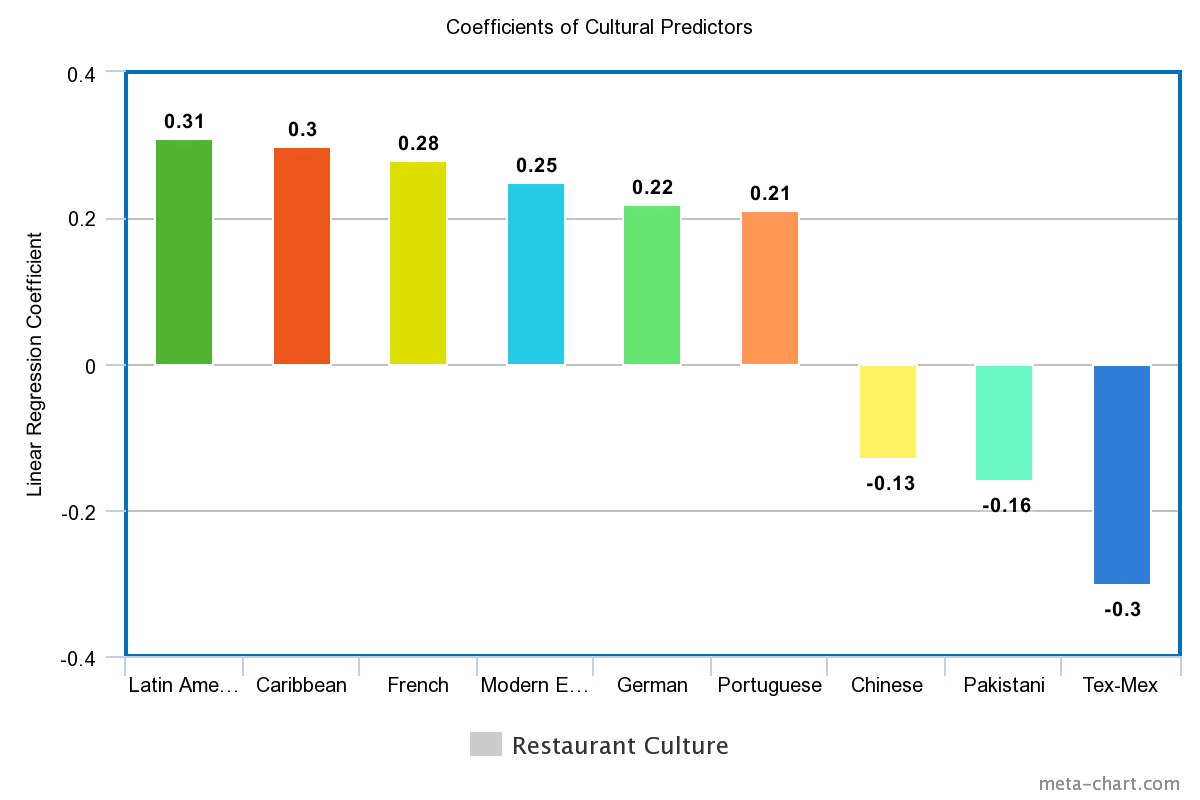 Coefficients of Cultural Predictors
0.4
0.2
0
-0.2
-0.4
Linear Regression Coefficient
0.31
0.3
0.28
0.25
0.22
0.21
-0.13
-0.16
-0.3
Latin Ame... Caribbean French Modern E... German Portuguese Chinese Pakistani Tex-Mex
Restaurant Culture
meta-chart.com